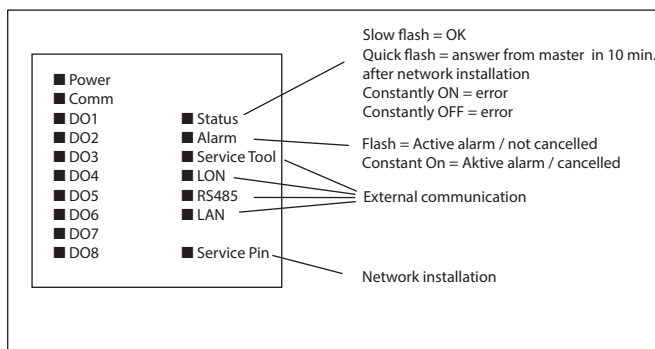 Slow flash = OK
Quick flash = answer from master in 10 min.
after network installation
Constantly ON = error
Constantly OFF = error
Power
Comm
DO1 Status
DO2 Alarm
DO3 Service Tool
DO4 LON
DO5 RS485
DO6 LAN
DO7
DO8 Service Pin
Flash = Active alarm / not cancelled
Constant On = Aktive alarm / cancelled
External communication
Network installation